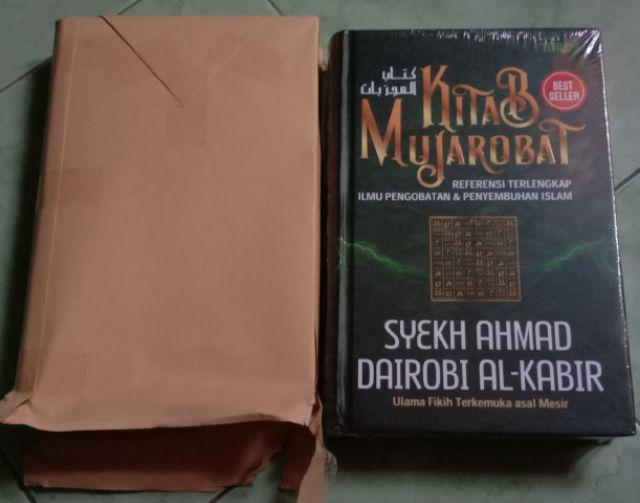 كتاب
المجربات
KITAB
MUJAROBAT
BEST
SELLER
REFERENSI TERLENGKAP
ILMU PENGOBATAN & PENYEMBUHAN ISLAM
SYEKH AHMAD
DAIROBI AL-KABIR
Ulama Fikih Terkemuka asal Mesir